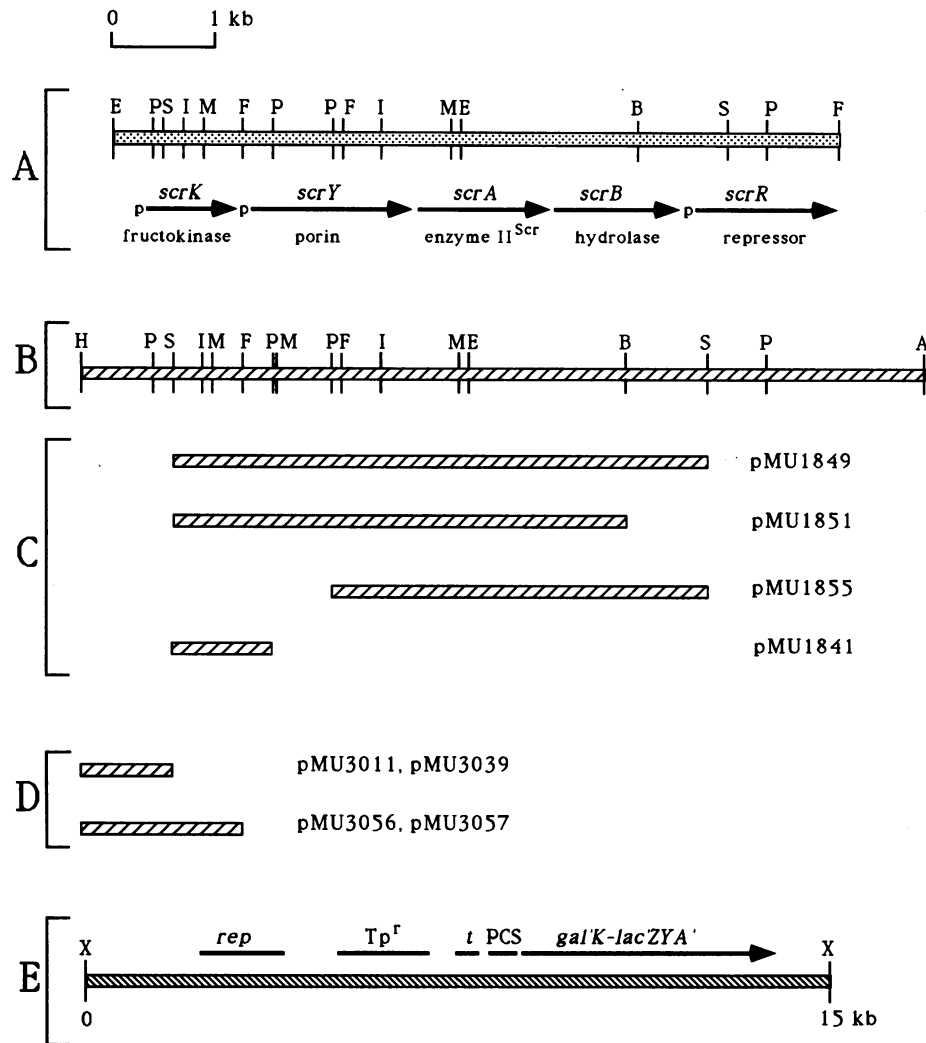 0 1 kb
A
E P S I M F P P F I M E B S P F
p scrK p scrY scrA scrB p scrR
fructokinase porin enzyme II^Scr hydrolase repressor
B
H P S I M F P M P F I M E B S P A
C
pMU1849
pMU1851
pMU1855
pMU1841
D
pMU3011, pMU3039
pMU3056, pMU3057
E
rep Tp^r t PCS gal'K-lac'ZYA'
X X
0 15 kb